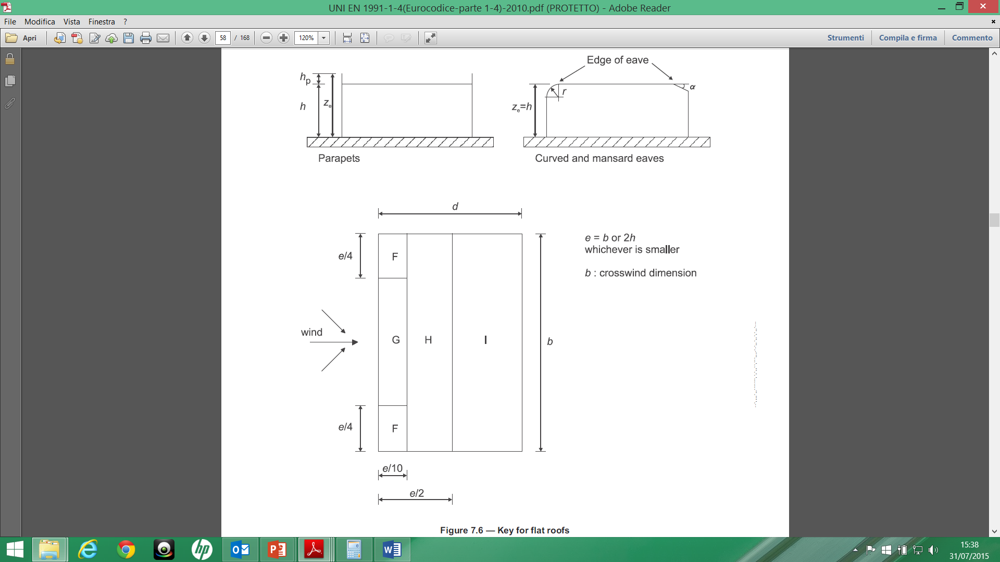 UNI EN 1991-1-4(Eurocodice-parte 1-4)-2010.pdf (PROTETTO) - Adobe Reader
File Modifica Vista Finestra ?
Apri 58 / 168 120% Strumenti Compila e firma Commento
Edge of eave
hp
h
ze
ze=h
r
α
Parapets
Curved and mansard eaves
d
e/4
F
e = b or 2h
whichever is smaller
b : crosswind dimension
wind
G H I
b
e/4
F
e/10
e/2
Figure 7.6 — Key for flat roofs
15:38
31/07/2015